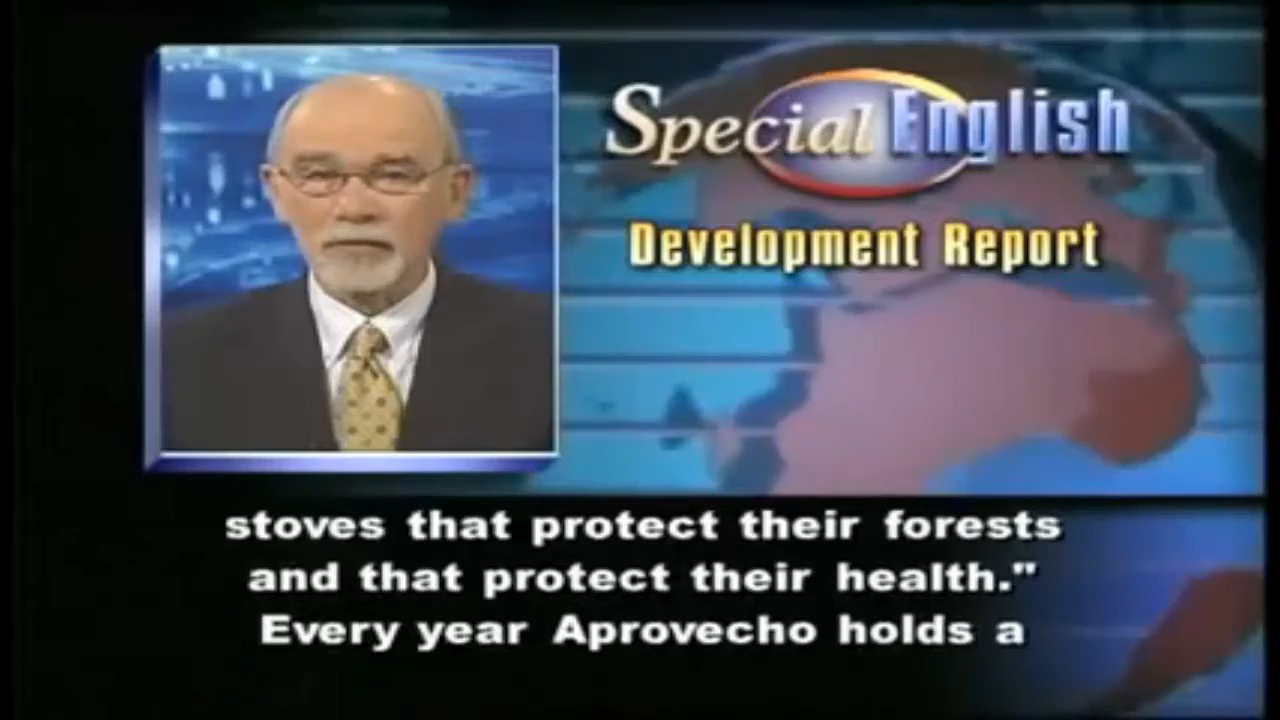 Special English
Development Report
stoves that protect their forests
and that protect their health."
Every year Aprovecho holds a